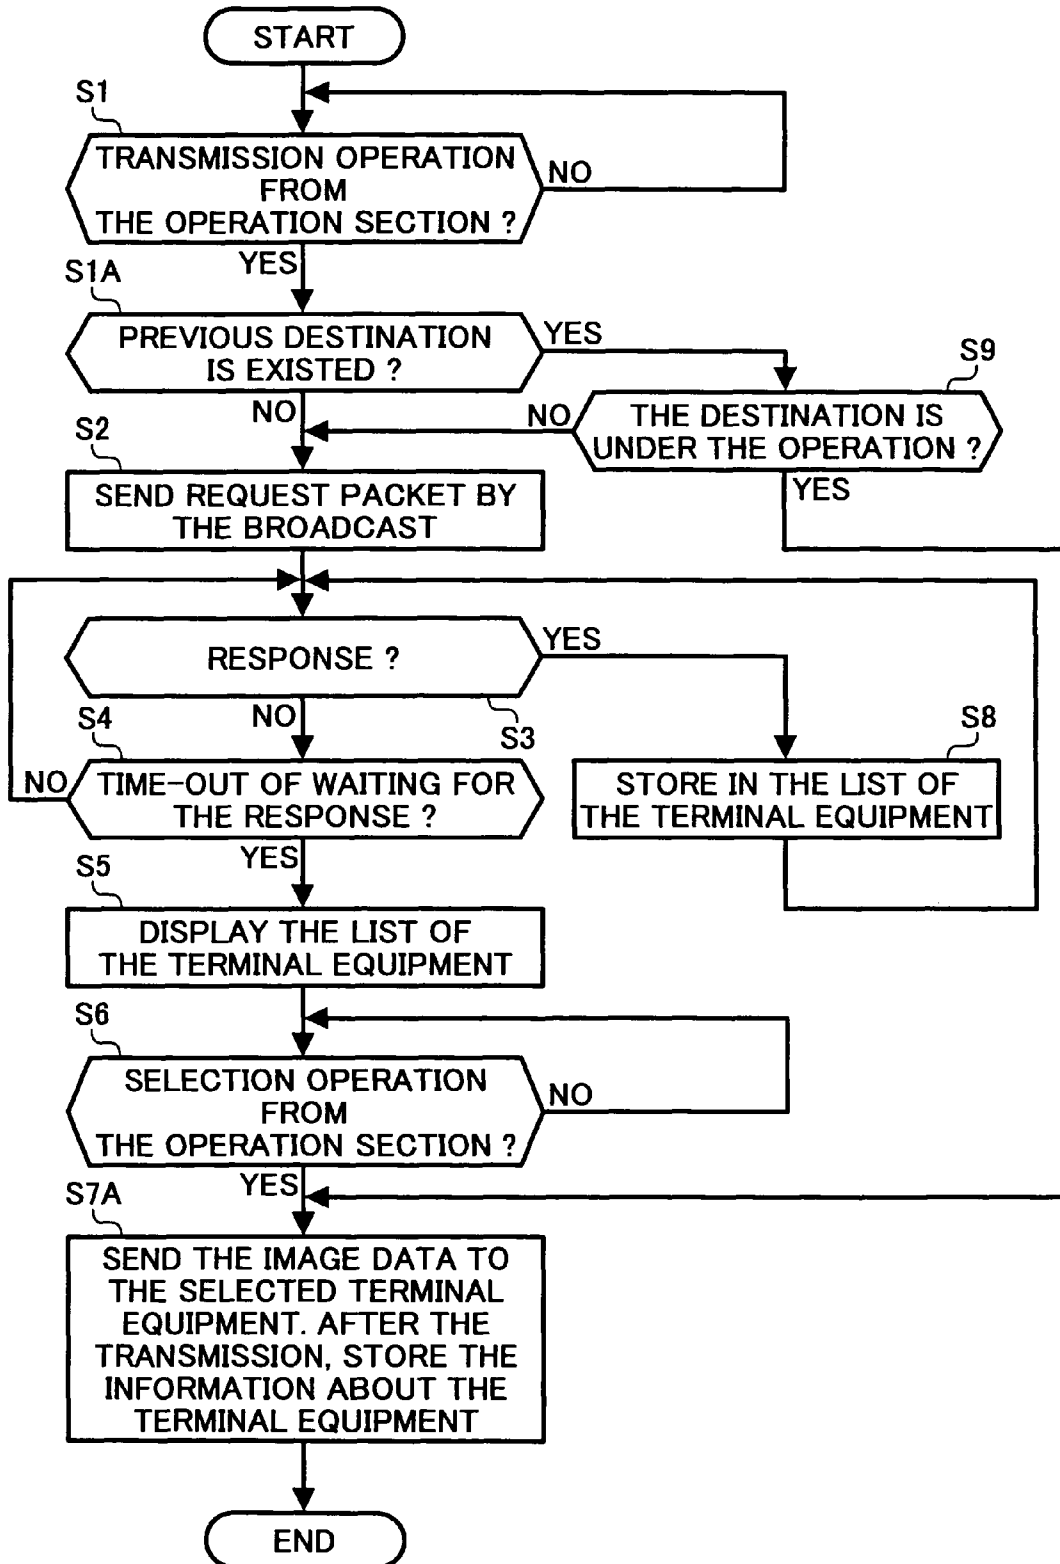 START
S1
TRANSMISSION OPERATION
FROM
THE OPERATION SECTION ?
NO
YES
S1A
PREVIOUS DESTINATION
IS EXISTED ?
YES
NO
S9
THE DESTINATION IS
UNDER THE OPERATION ?
NO
YES
S2
SEND REQUEST PACKET BY
THE BROADCAST
RESPONSE ?
YES
NO
S3
S4
TIME-OUT OF WAITING FOR
THE RESPONSE ?
NO
YES
S8
STORE IN THE LIST OF
THE TERMINAL EQUIPMENT
S5
DISPLAY THE LIST OF
THE TERMINAL EQUIPMENT
S6
SELECTION OPERATION
FROM
THE OPERATION SECTION ?
NO
YES
S7A
SEND THE IMAGE DATA TO
THE SELECTED TERMINAL
EQUIPMENT. AFTER THE
TRANSMISSION, STORE THE
INFORMATION ABOUT THE
TERMINAL EQUIPMENT
END